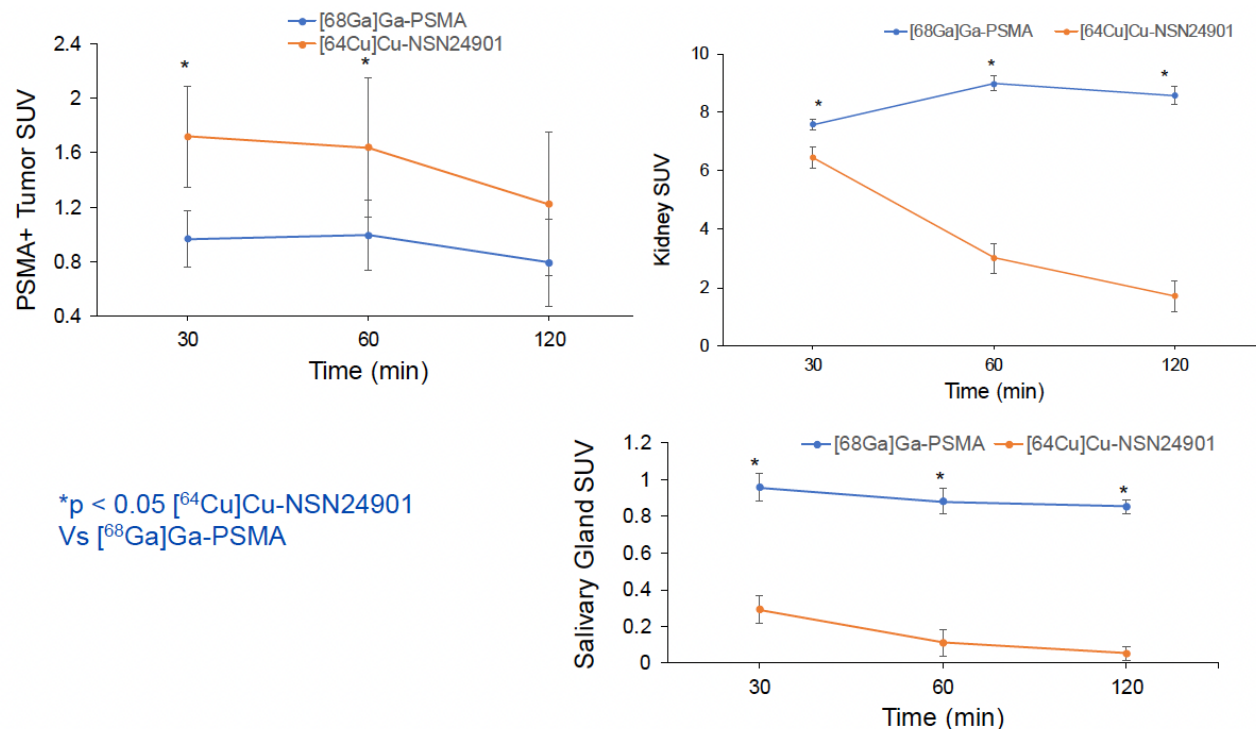 [68Ga]Ga-PSMA
[64Cu]Cu-NSN24901
PSMA+ Tumor SUV
2.4
2
1.6
1.2
0.8
0.4
*
*
30
60
120
Time (min)
[68Ga]Ga-PSMA
[64Cu]Cu-NSN24901
Kidney SUV
10
8
6
4
2
0
*
*
*
30
60
120
Time (min)
*p < 0.05 [⁶⁴Cu]Cu-NSN24901
Vs [⁶⁸Ga]Ga-PSMA
[68Ga]Ga-PSMA
[64Cu]Cu-NSN24901
Salivary Gland SUV
1.2
1
0.8
0.6
0.4
0.2
0
*
*
*
30
60
120
Time (min)